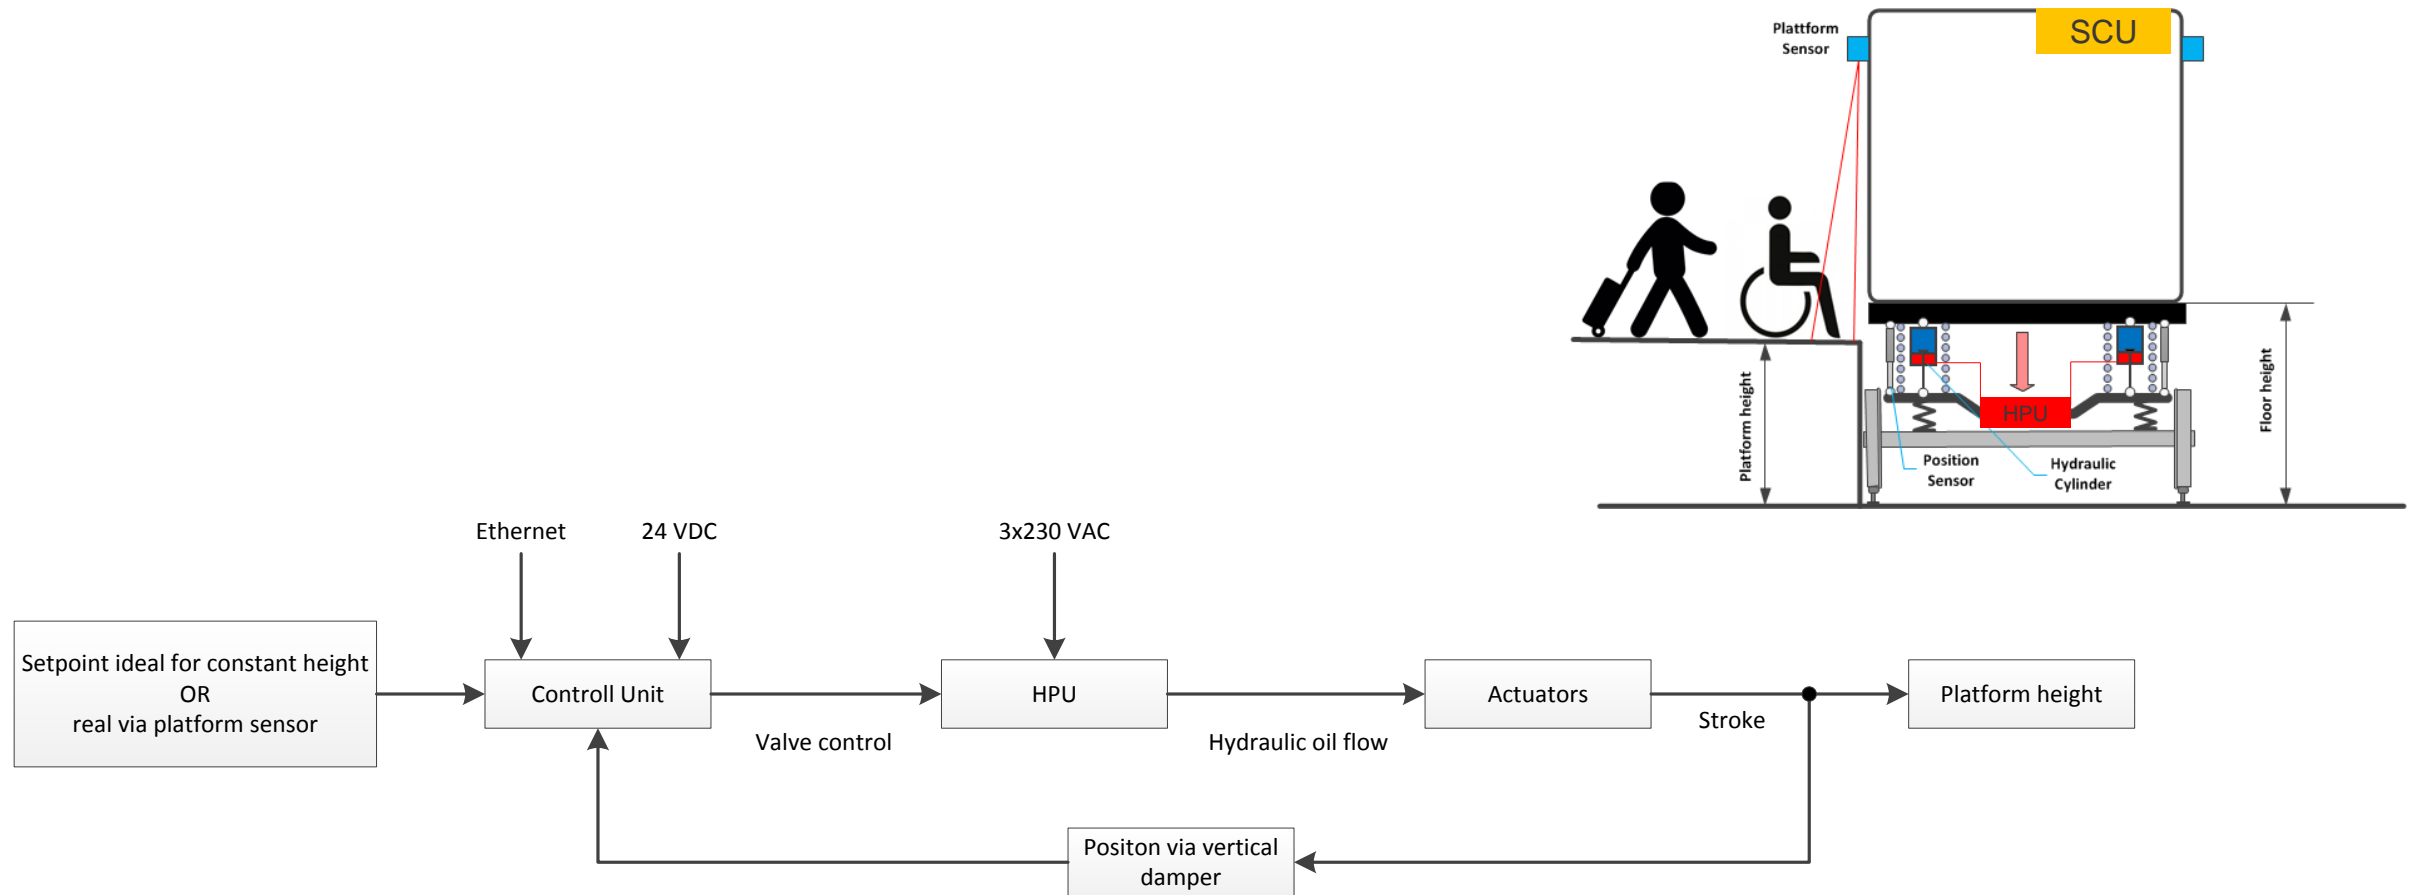 Plattform
Sensor
SCU
Platform height
Floor height
HPU
Position
Sensor
Hydraulic
Cylinder
Ethernet
24 VDC
3x230 VAC
Setpoint ideal for constant height
OR
real via platform sensor
Controll Unit
Valve control
HPU
Hydraulic oil flow
Actuators
Stroke
Platform height
Positon via vertical
damper